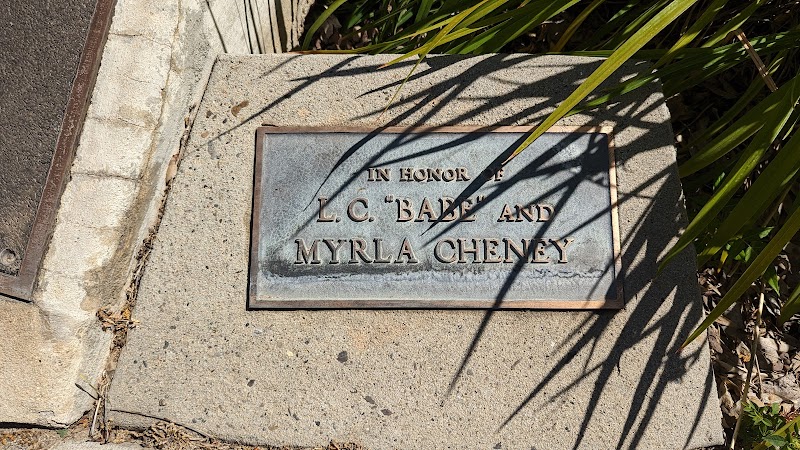 IN HONOR OF
L. C. "BABE" AND
MYRLA CHENEY